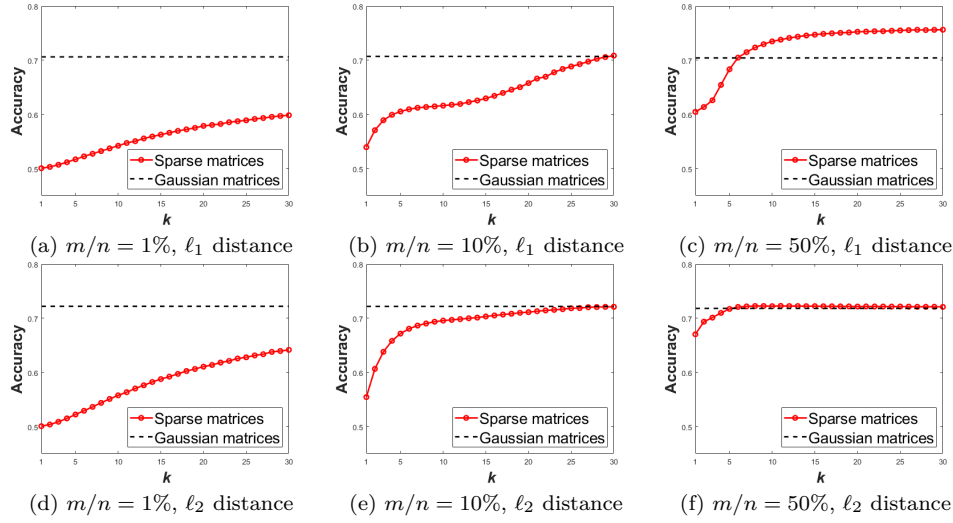 0.8
0.7
0.6
0.5
Accuracy
Sparse matrices
Gaussian matrices
1 5 10 15 20 25 30
k
(a) m/n = 1%, ℓ1 distance
0.8
0.7
0.6
0.5
Accuracy
Sparse matrices
Gaussian matrices
1 5 10 15 20 25 30
k
(b) m/n = 10%, ℓ1 distance
0.8
0.7
0.6
0.5
Accuracy
Sparse matrices
Gaussian matrices
1 5 10 15 20 25 30
k
(c) m/n = 50%, ℓ1 distance
0.8
0.7
0.6
0.5
Accuracy
Sparse matrices
Gaussian matrices
1 5 10 15 20 25 30
k
(d) m/n = 1%, ℓ2 distance
0.8
0.7
0.6
0.5
Accuracy
Sparse matrices
Gaussian matrices
1 5 10 15 20 25 30
k
(e) m/n = 10%, ℓ2 distance
0.8
0.7
0.6
0.5
Accuracy
Sparse matrices
Gaussian matrices
1 5 10 15 20 25 30
k
(f) m/n = 50%, ℓ2 distance